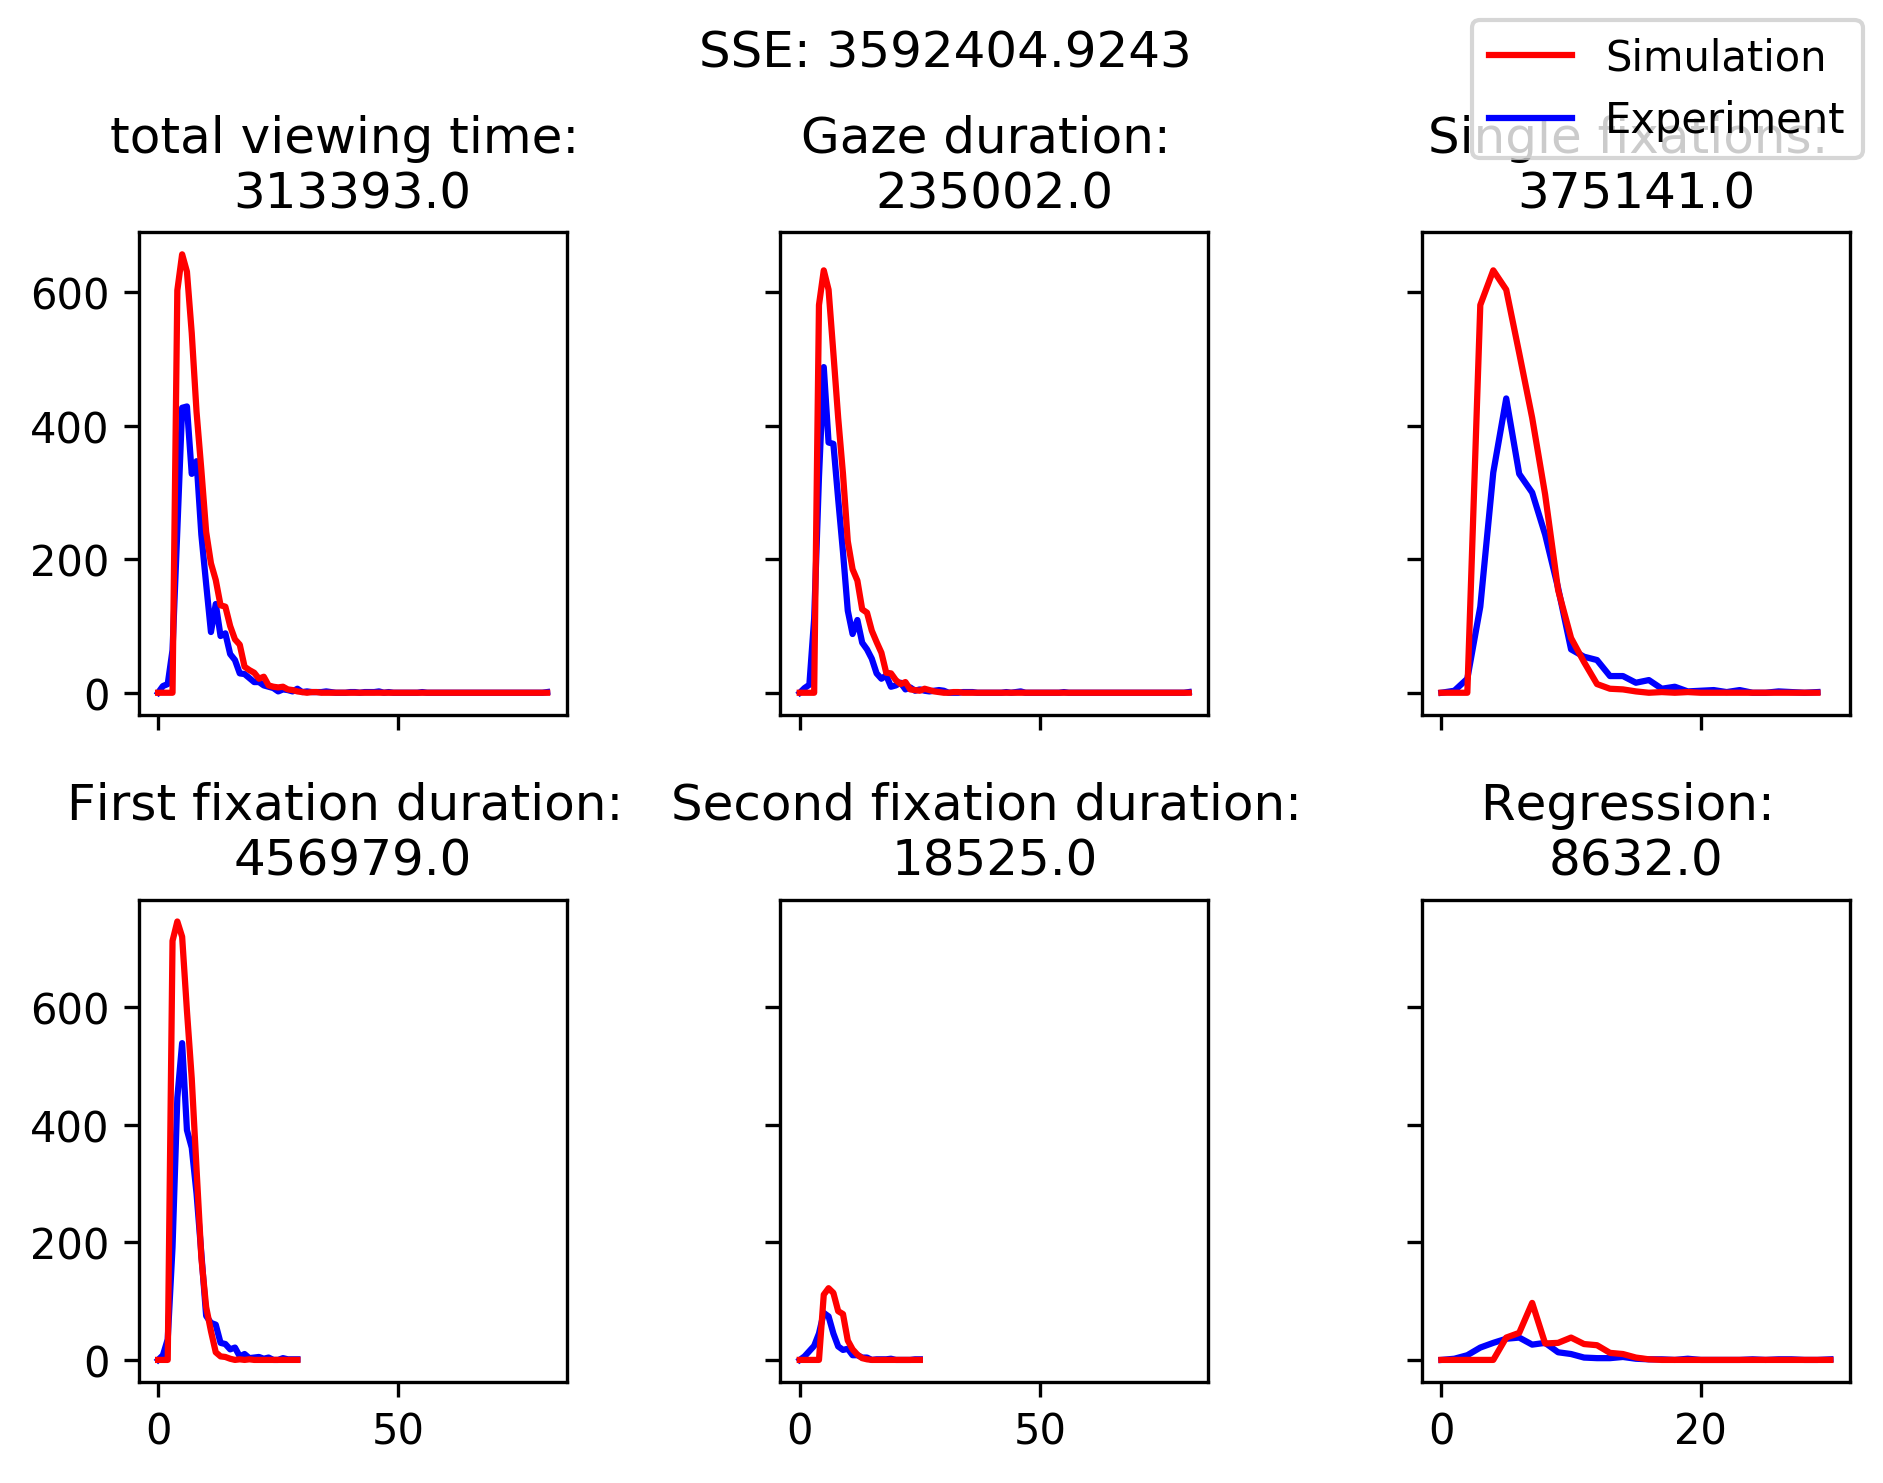 SSE: 3592404.9243
Simulation
Experiment
total viewing time:
313393.0
Gaze duration:
235002.0
Single fixations:
375141.0
600
400
200
0
0
50
0
50
0
20
First fixation duration:
456979.0
Second fixation duration:
18525.0
Regression:
8632.0
600
400
200
0